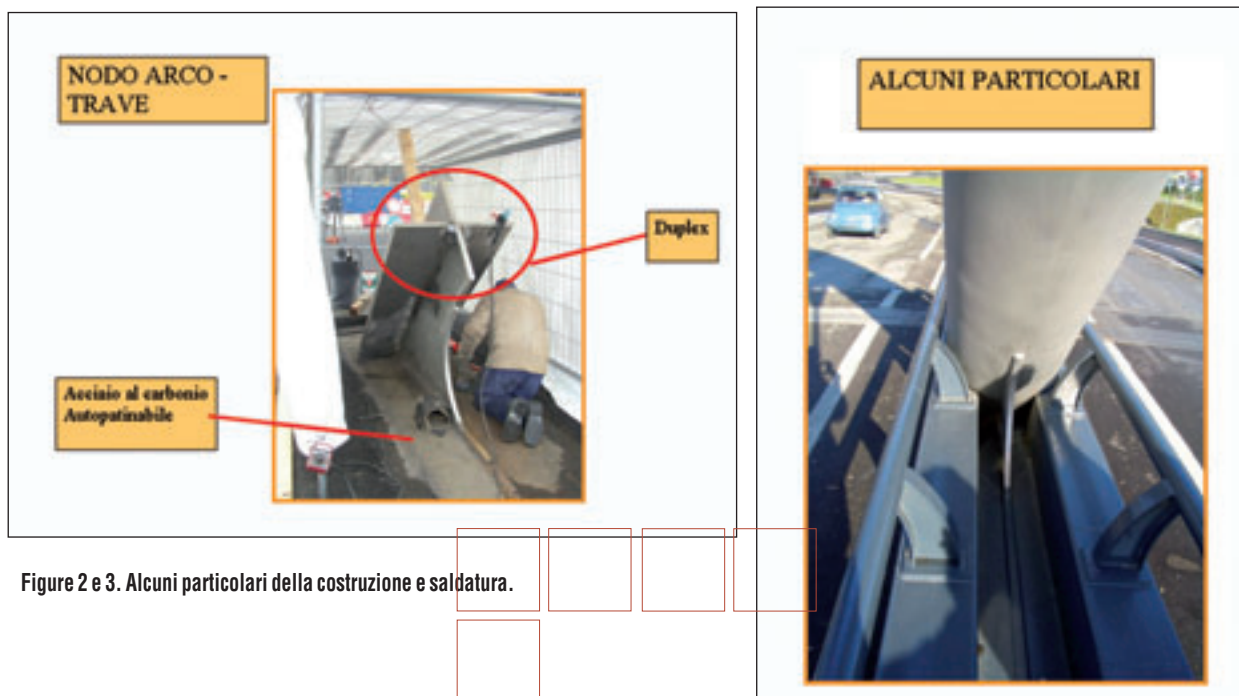 NODO ARCO -
TRAVE
Duplex
Acciaio al carbonio
Autopatinabile
ALCUNI PARTICOLARI
Figure 2 e 3. Alcuni particolari della costruzione e saldatura.